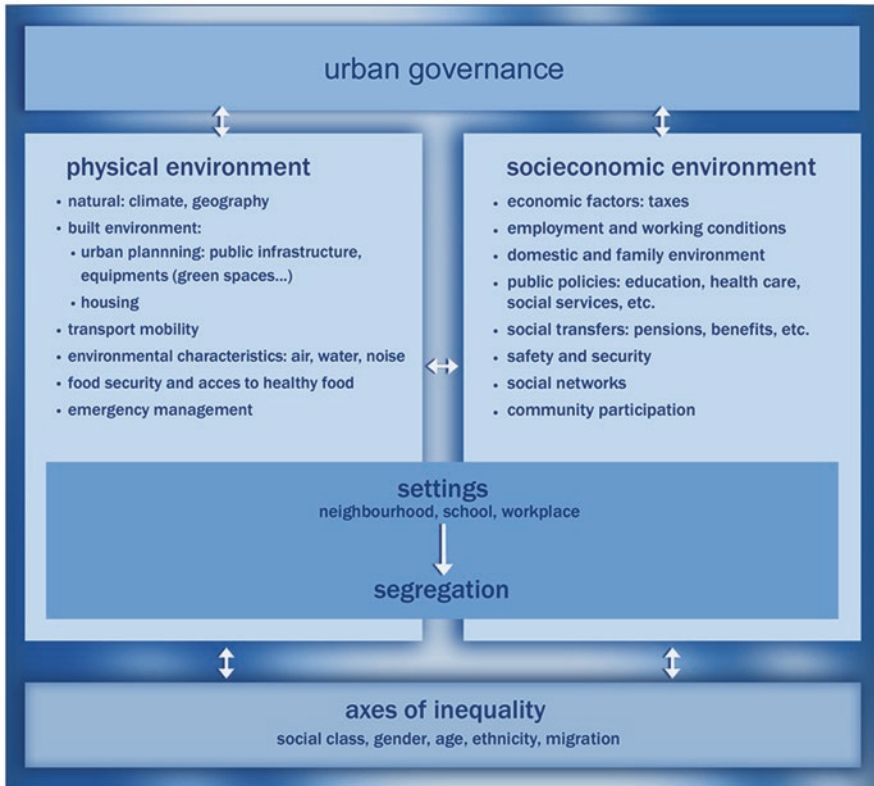 urban governance
physical environment
• natural: climate, geography
• built environment:
• urban plannning: public infrastructure,
equipments (green spaces...)
• housing
• transport mobility
• environmental characteristics: air, water, noise
• food security and acces to healthy food
• emergency management
socieconomic environment
• economic factors: taxes
• employment and working conditions
• domestic and family environment
• public policies: education, health care,
social services, etc.
• social transfers: pensions, benefits, etc.
• safety and security
• social networks
• community participation
settings
neighbourhood, school, workplace
segregation
axes of inequality
social class, gender, age, ethnicity, migration